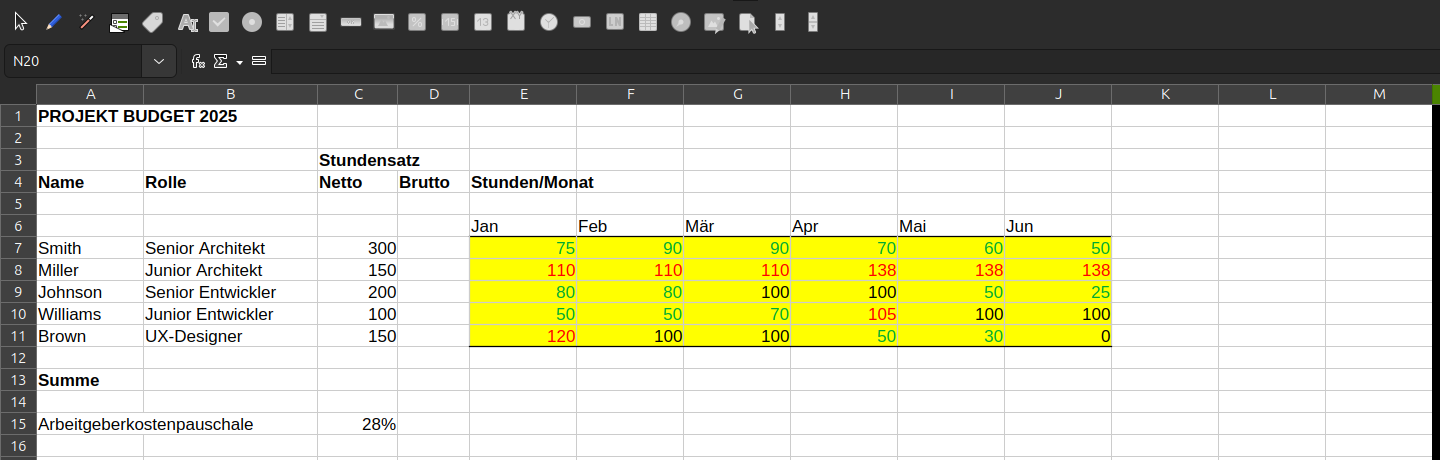 N20
A B C D E F G H I J K L M
1 PROJEKT BUDGET 2025
2
3 Stundensatz
4 Name Rolle Netto Brutto Stunden/Monat
5
6 Jan Feb Mär Apr Mai Jun
7 Smith Senior Architekt 300 75 90 90 70 60 50
8 Miller Junior Architekt 150 110 110 110 138 138 138
9 Johnson Senior Entwickler 200 80 80 100 100 50 25
10 Williams Junior Entwickler 100 50 50 70 105 100 100
11 Brown UX-Designer 150 120 100 100 50 30 0
12
13 Summe
14
15 Arbeitgeberkostenpauschale 28%
16